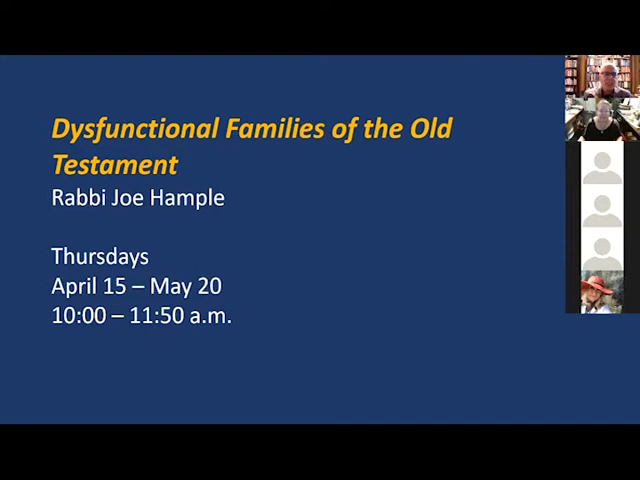 Dysfunctional Families of the Old
Testament
Rabbi Joe Hample
Thursdays
April 15 – May 20
10:00 – 11:50 a.m.